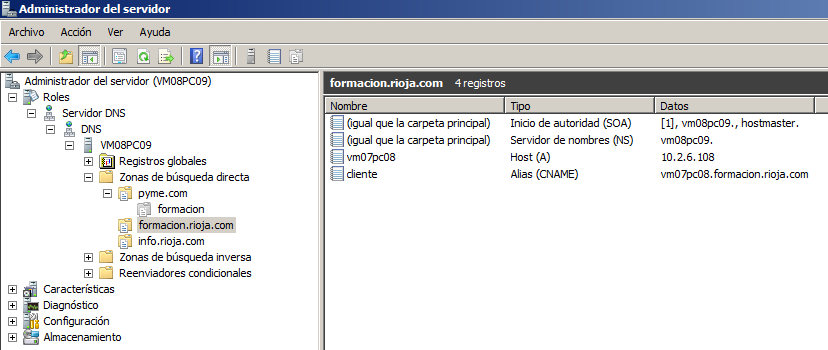 Administrador del servidor
Archivo Acción Ver Ayuda
Administrador del servidor (VM08PC09)
Roles
Servidor DNS
DNS
VM08PC09
Registros globales
Zonas de búsqueda directa
pyme.com
formacion
formacion.rioja.com
info.rioja.com
Zonas de búsqueda inversa
Reenviadores condicionales
Características
Diagnóstico
Configuración
Almacenamiento
formacion.rioja.com 4 registros
Nombre Tipo Datos
(igual que la carpeta principal) Inicio de autoridad (SOA) [1], vm08pc09., hostmaster.
(igual que la carpeta principal) Servidor de nombres (NS) vm08pc09.
vm07pc08 Host (A) 10.2.6.108
cliente Alias (CNAME) vm07pc08.formacion.rioja.com